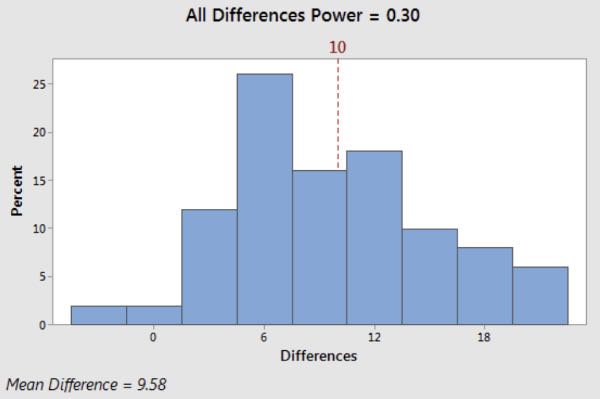 All Differences Power = 0.30
10
25
20
15
10
5
0
Percent
0 6 12 18
Differences
Mean Difference = 9.58